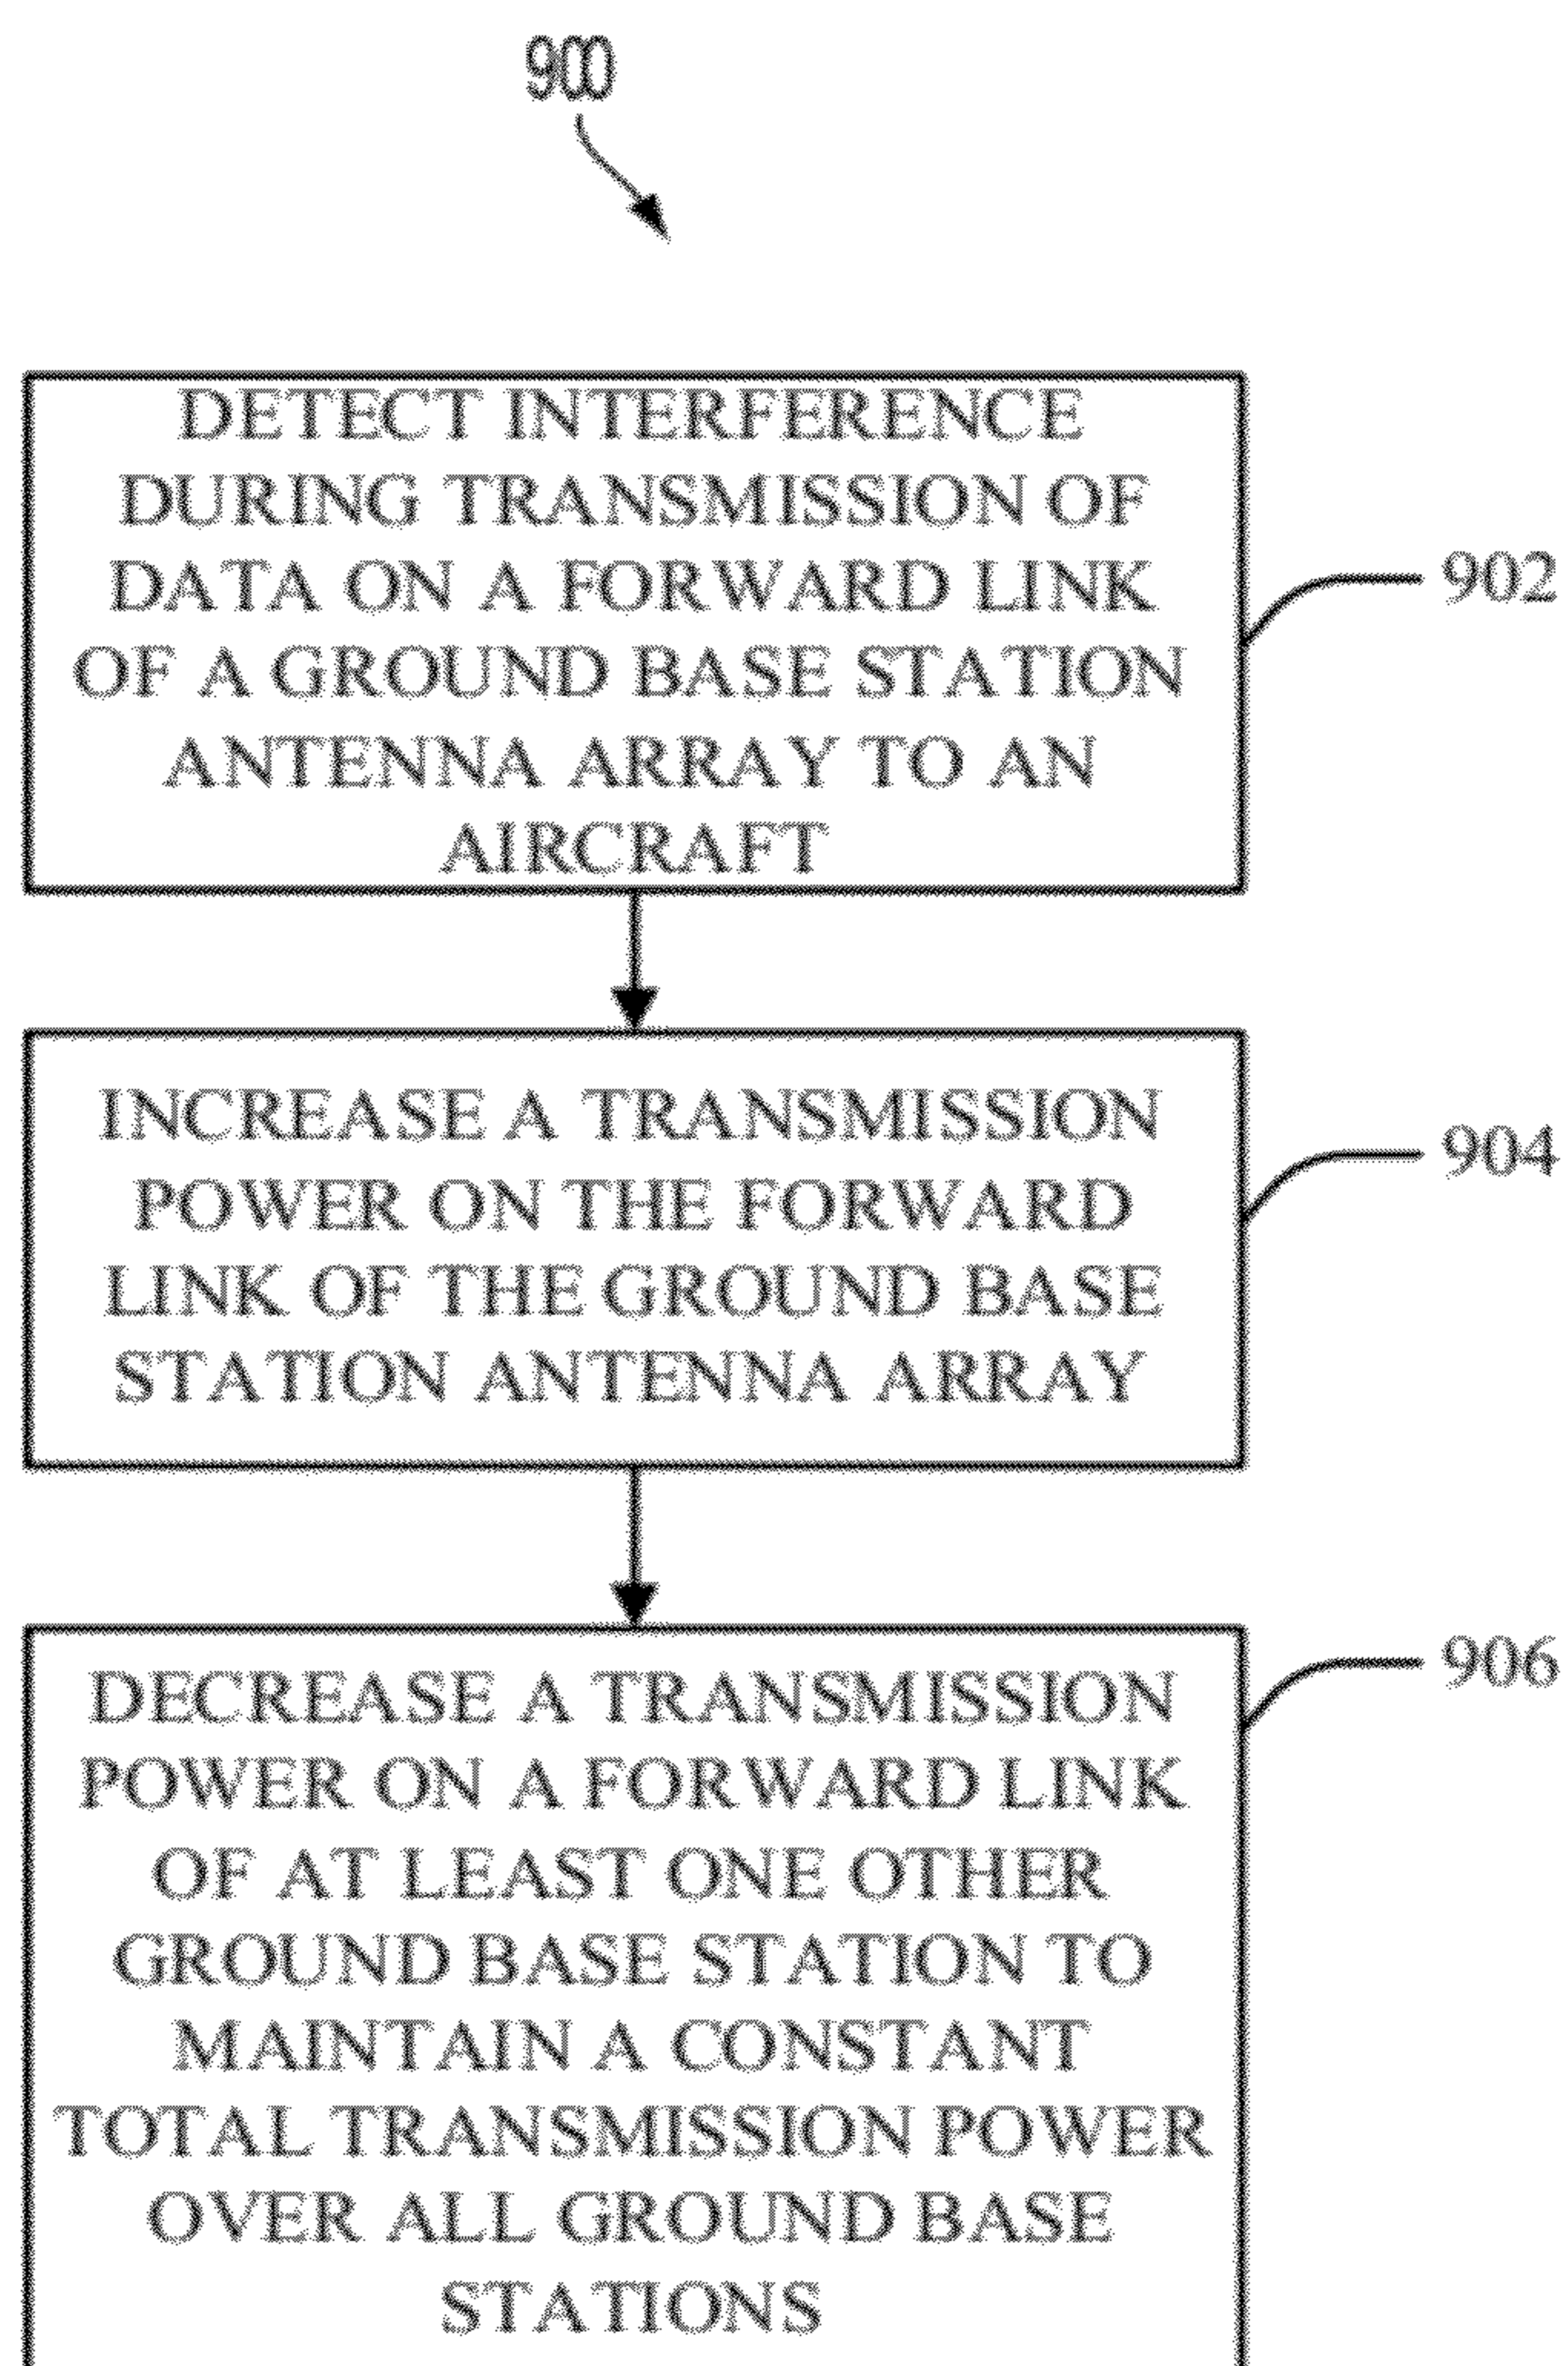 900
DETECT INTERFERENCE
DURING TRANSMISSION OF
DATA ON A FORWARD LINK
OF A GROUND BASE STATION
ANTENNA ARRAY TO AN
AIRCRAFT
902
INCREASE A TRANSMISSION
POWER ON THE FORWARD
LINK OF THE GROUND BASE
STATION ANTENNA ARRAY
904
DECREASE A TRANSMISSION
POWER ON A FORWARD LINK
OF AT LEAST ONE OTHER
GROUND BASE STATION TO
MAINTAIN A CONSTANT
TOTAL TRANSMISSION POWER
OVER ALL GROUND BASE
STATIONS
906